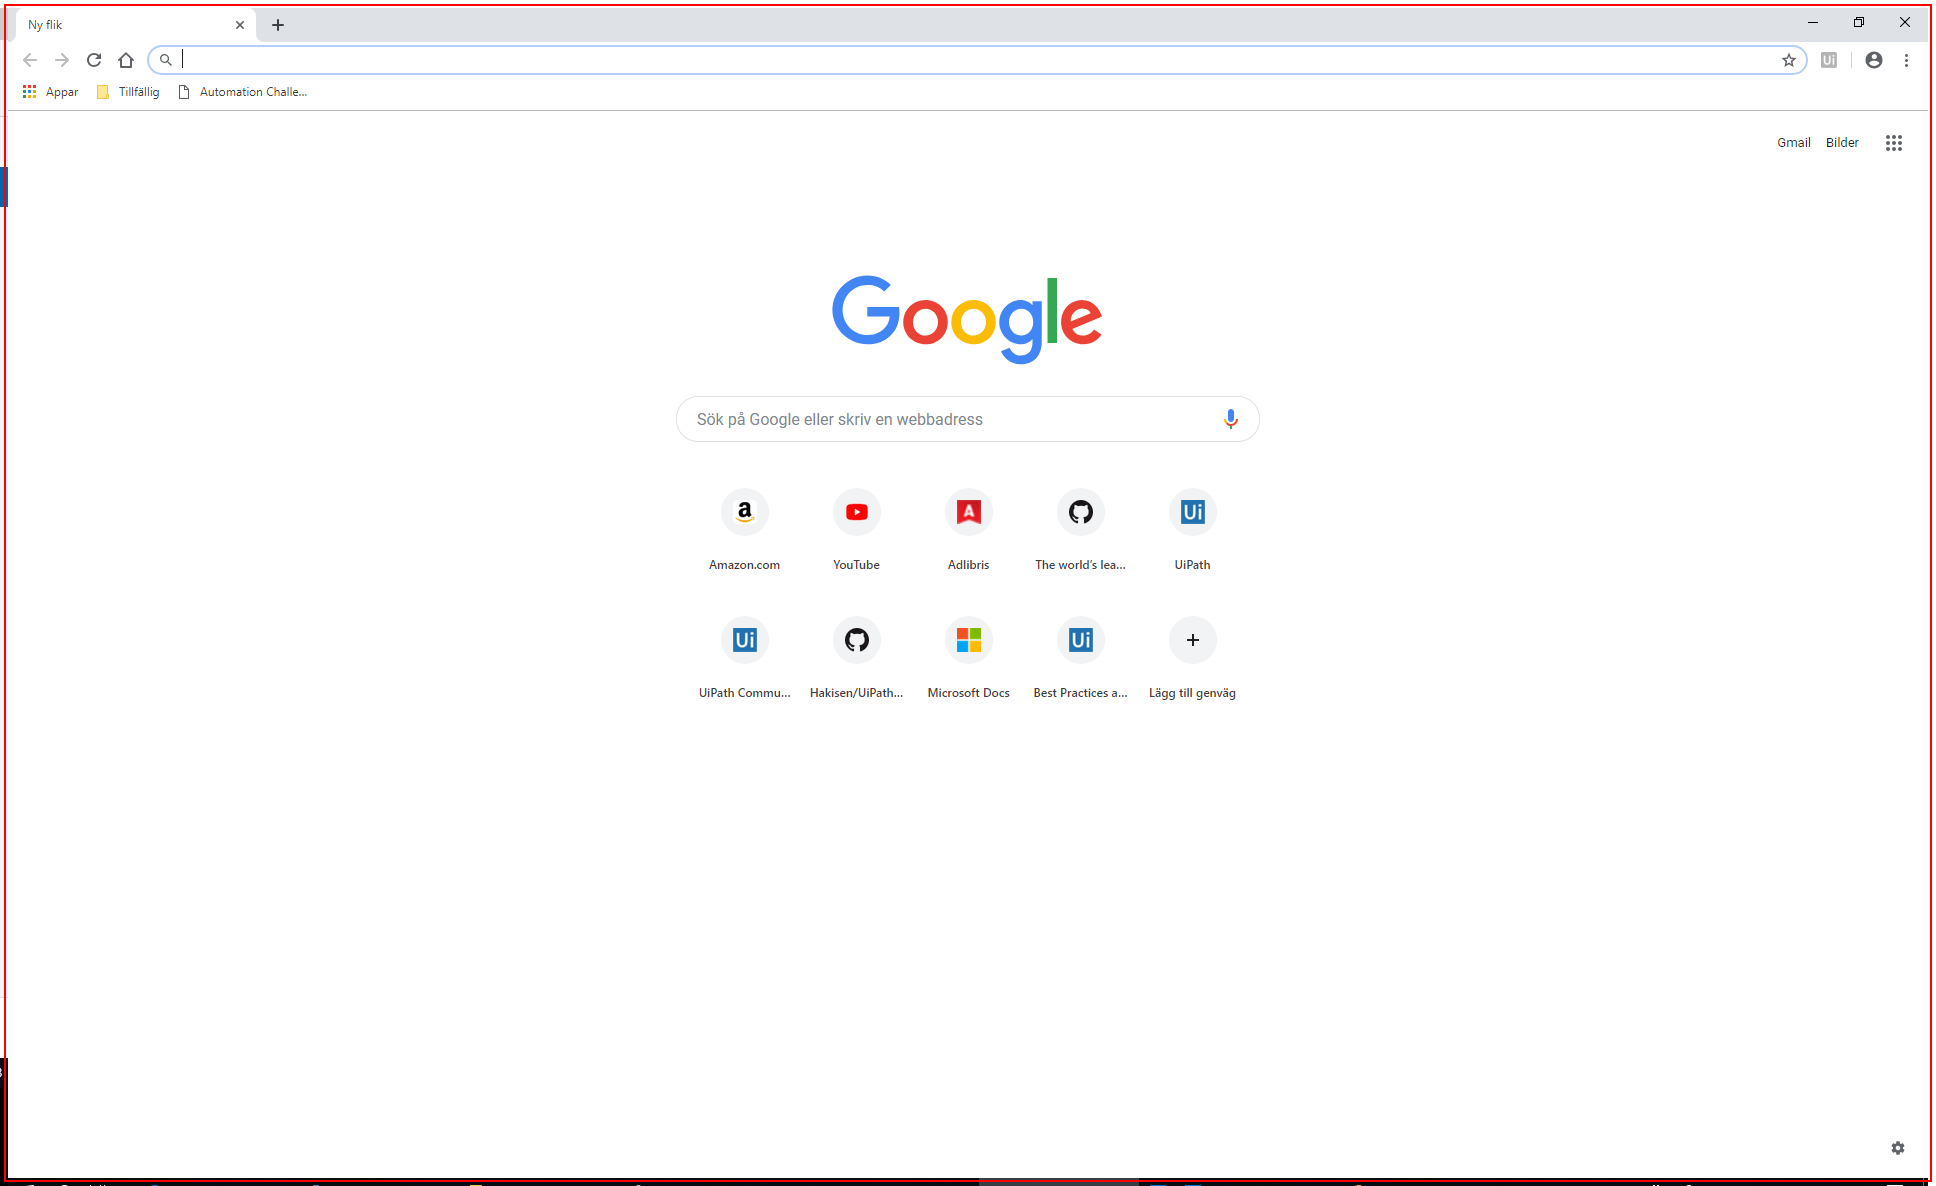 Ny flik
Ui
Appar Tillfällig Automation Challe...
Gmail Bilder
Google
Sök på Google eller skriv en webbadress
a A Ui
Amazon.com YouTube Adlibris The world's lea... UiPath
Ui Ui
UiPath Commu... Hakisen/UiPath... Microsoft Docs Best Practices a... Lägg till genväg